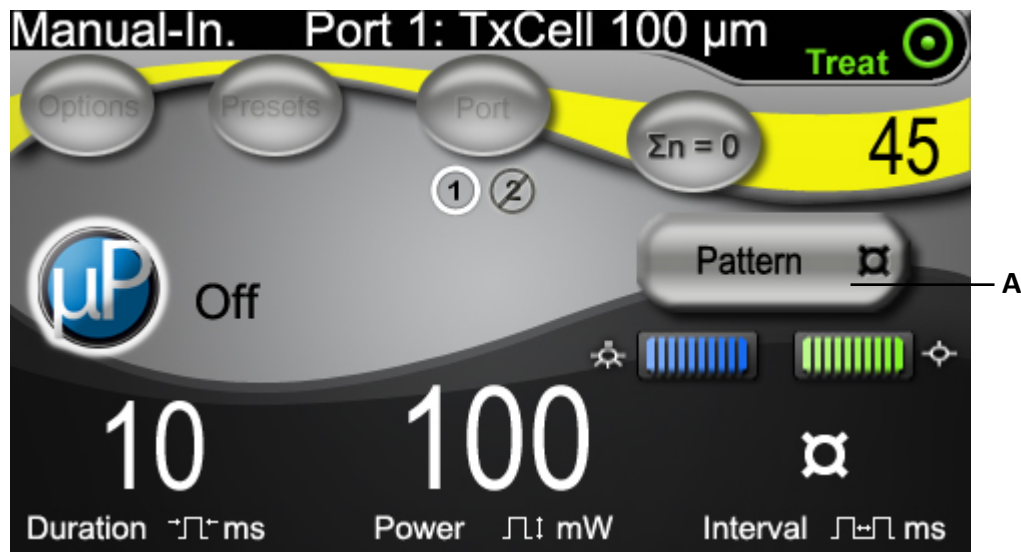 Manual-In. Port 1: TxCell 100 µm
Treat
Options Presets Port
Σn = 0 45
1 2
Pattern ¤
A
µP Off
10 100 ¤
Duration ms Power mW Interval ms